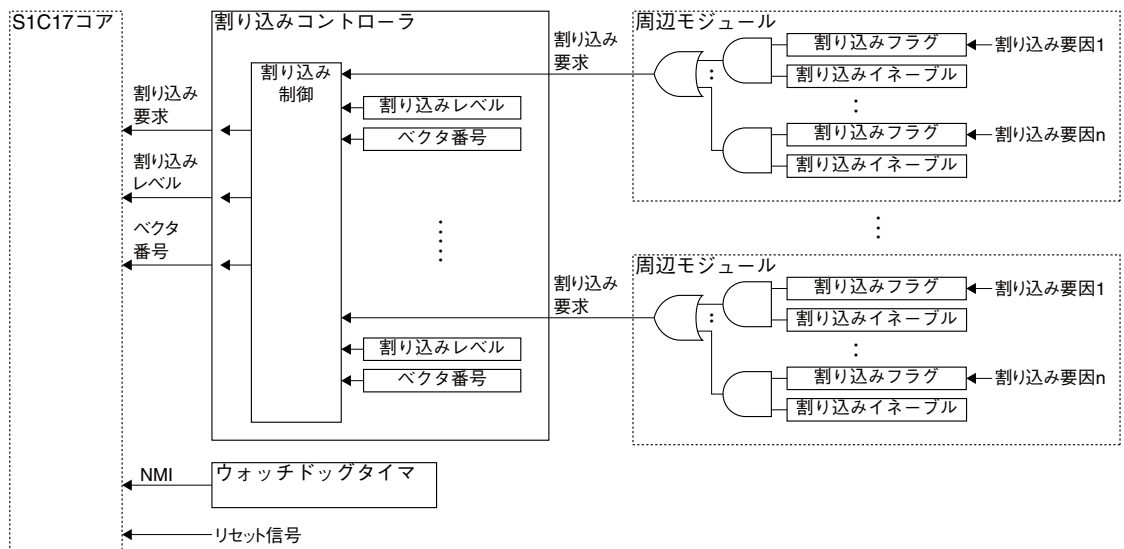 S1C17コア
割り込みコントローラ
周辺モジュール
割り込み
要求
割り込みフラグ
割り込み要因1
割り込みイネーブル
:
:
割り込みフラグ
割り込み要因n
割り込みイネーブル
割り込み
制御
割り込みレベル
ベクタ番号
割り込み
要求
割り込み
レベル
ベクタ
番号
周辺モジュール
割り込み
要求
割り込みフラグ
割り込み要因1
割り込みイネーブル
:
:
割り込みフラグ
割り込み要因n
割り込みイネーブル
割り込みレベル
ベクタ番号
NMI
ウォッチドッグタイマ
リセット信号